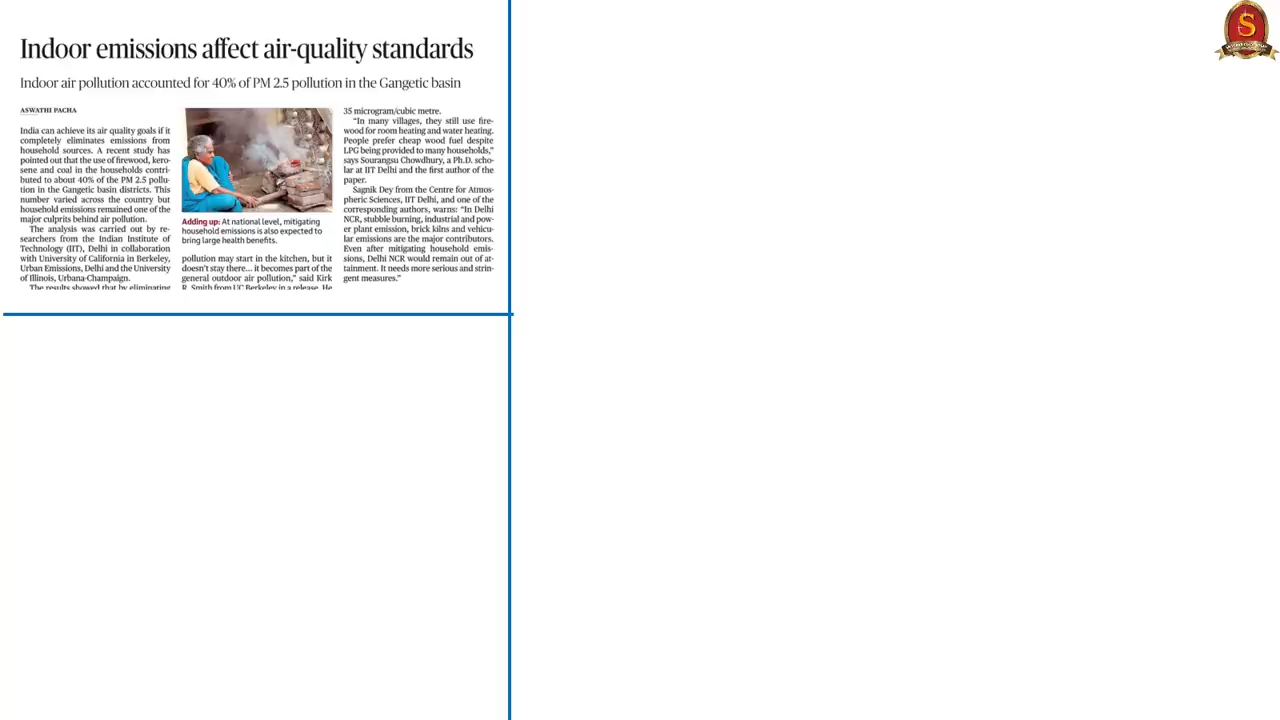 Indoor emissions affect air-quality standards
Indoor air pollution accounted for 40% of PM 2.5 pollution in the Gangetic basin
ASWATHI PACHA
India can achieve its air quality goals if it
completely eliminates emissions from
household sources. A recent study has
pointed out that the use of firewood, kero-
sene and coal in the households contri-
buted to about 40% of the PM 2.5 pollu-
tion in the Gangetic basin districts. This
number varied across the country but
household emissions remained one of the
major culprits behind air pollution.
The analysis was carried out by re-
searchers from the Indian Institute of
Technology (IIT), Delhi in collaboration
with University of California in Berkeley,
Urban Emissions, Delhi and the University
of Illinois, Urbana-Champaign.
The results showed that by eliminating
Adding up: At national level, mitigating
household emissions is also expected to
bring large health benefits.
pollution may start in the kitchen, but it
doesn't stay there... it becomes part of the
general outdoor air pollution," said Kirk
R. Smith from UC Berkeley in a release. He
35 microgram/cubic metre.
"In many villages, they still use fire-
wood for room heating and water heating.
People prefer cheap wood fuel despite
LPG being provided to many households,"
says Sourangsu Chowdhury, a Ph.D. scho-
lar at IIT Delhi and the first author of the
paper.
Sagnik Dey from the Centre for Atmos-
pheric Sciences, IIT Delhi, and one of the
corresponding authors, warns: "In Delhi
NCR, stubble burning, industrial and pow-
er plant emission, brick kilns and vehicu-
lar emissions are the major contributors.
Even after mitigating household emis-
sions, Delhi NCR would remain out of at-
tainment. It needs more serious and strin-
gent measures."
S